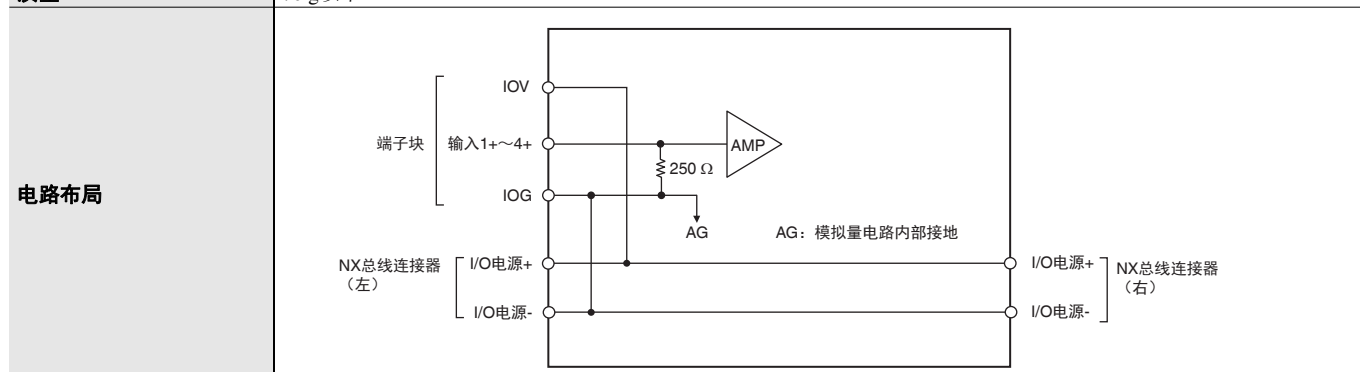 电路布局
IOV
端子块
输入1+～4+
AMP
250 Ω
IOG
AG
AG：模拟量电路内部接地
NX总线连接器
（左）
I/O电源+
I/O电源-
I/O电源+
I/O电源-
NX总线连接器
（右）